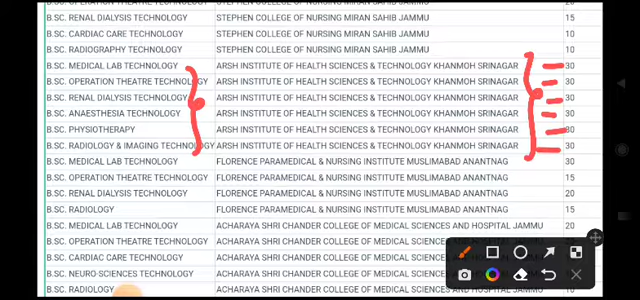 B.SC. RENAL DIALYSIS TECHNOLOGY STEPHEN COLLEGE OF NURSING MIRAN SAHIB JAMMU 15
B.SC. CARDIAC CARE TECHNOLOGY STEPHEN COLLEGE OF NURSING MIRAN SAHIB JAMMU 10
B.SC. RADIOGRAPHY TECHNOLOGY STEPHEN COLLEGE OF NURSING MIRAN SAHIB JAMMU 10
B.SC. MEDICAL LAB TECHNOLOGY ARSH INSTITUTE OF HEALTH SCIENCES & TECHNOLOGY KHANMOH SRINAGAR 30
B.SC. OPERATION THEATRE TECHNOLOGY ARSH INSTITUTE OF HEALTH SCIENCES & TECHNOLOGY KHANMOH SRINAGAR 30
B.SC. RENAL DIALYSIS TECHNOLOGY ARSH INSTITUTE OF HEALTH SCIENCES & TECHNOLOGY KHANMOH SRINAGAR 30
B.SC. ANAESTHESIA TECHNOLOGY ARSH INSTITUTE OF HEALTH SCIENCES & TECHNOLOGY KHANMOH SRINAGAR 30
B.SC. PHYSIOTHERAPY ARSH INSTITUTE OF HEALTH SCIENCES & TECHNOLOGY KHANMOH SRINAGAR 30
B.SC. RADIOLOGY & IMAGING TECHNOLOGY ARSH INSTITUTE OF HEALTH SCIENCES & TECHNOLOGY KHANMOH SRINAGAR 30
B.SC. MEDICAL LAB TECHNOLOGY FLORENCE PARAMEDICAL & NURSING INSTITUTE MUSLIMABAD ANANTNAG 30
B.SC. OPERATION THEATRE TECHNOLOGY FLORENCE PARAMEDICAL & NURSING INSTITUTE MUSLIMABAD ANANTNAG 15
B.SC. RENAL DIALYSIS TECHNOLOGY FLORENCE PARAMEDICAL & NURSING INSTITUTE MUSLIMABAD ANANTNAG 20
B.SC. RADIOLOGY FLORENCE PARAMEDICAL & NURSING INSTITUTE MUSLIMABAD ANANTNAG 15
B.SC. MEDICAL LAB TECHNOLOGY ACHARAYA SHRI CHANDER COLLEGE OF MEDICAL SCIENCES AND HOSPITAL JAMMU 20
B.SC. OPERATION THEATRE TECHNOLOGY ACHARAYA SHRI CHANDER COLLEGE OF MEDICAL
B.SC. CARDIAC CARE TECHNOLOGY ACHARAYA SHRI CHANDER COLLEGE OF MEDICAL
B.SC. NEURO SCIENCES TECHNOLOGY ACHARAYA SHRI CHANDER COLLEGE OF MEDICAL
B.SC. RADIOLOGY ACHARAYA SHRI CHANDER COLLEGE OF MEDICAL